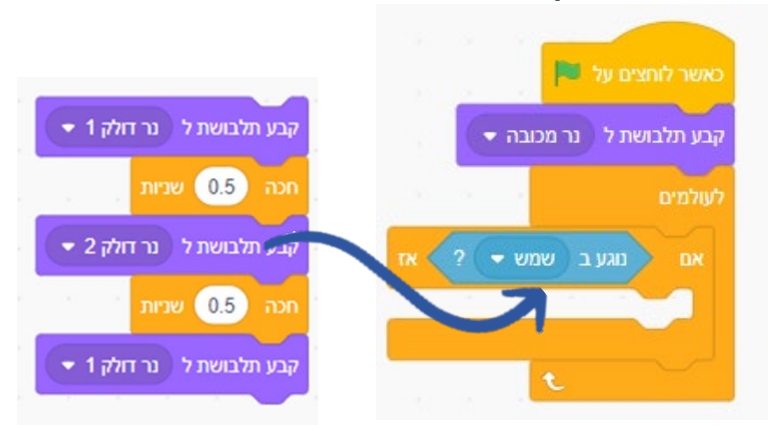 כאשר לוחצים על
קבע תלבושת ל נר מכובה
לעולמים
אם נוגע ב שמש ? אז
קבע תלבושת ל נר דולק 1
חכה 0.5 שניות
קבע תלבושת ל נר דולק 2
חכה 0.5 שניות
קבע תלבושת ל נר דולק 1